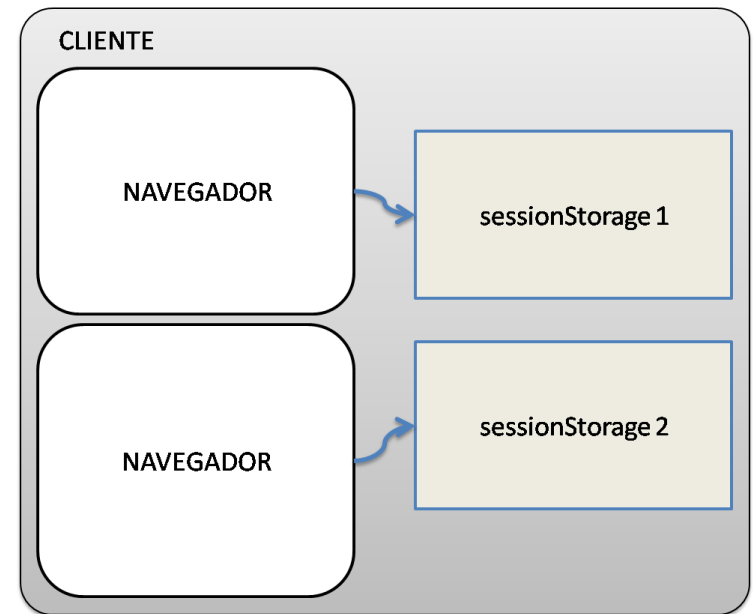 CLIENTE
NAVEGADOR
sessionStorage 1
NAVEGADOR
sessionStorage 2